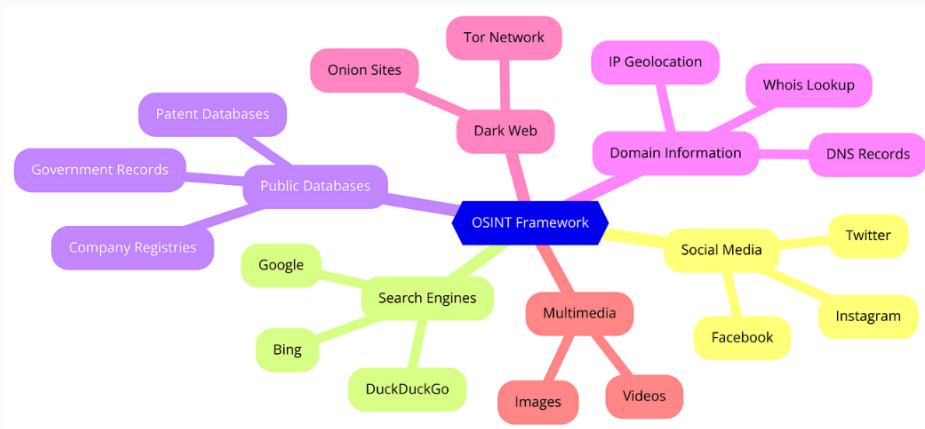 Tor Network
Onion Sites
Dark Web
IP Geolocation
Whois Lookup
Domain Information
DNS Records
Patent Databases
Government Records
Public Databases
Company Registries
OSINT Framework
Social Media
Twitter
Instagram
Facebook
Google
Search Engines
Bing
DuckDuckGo
Multimedia
Images
Videos